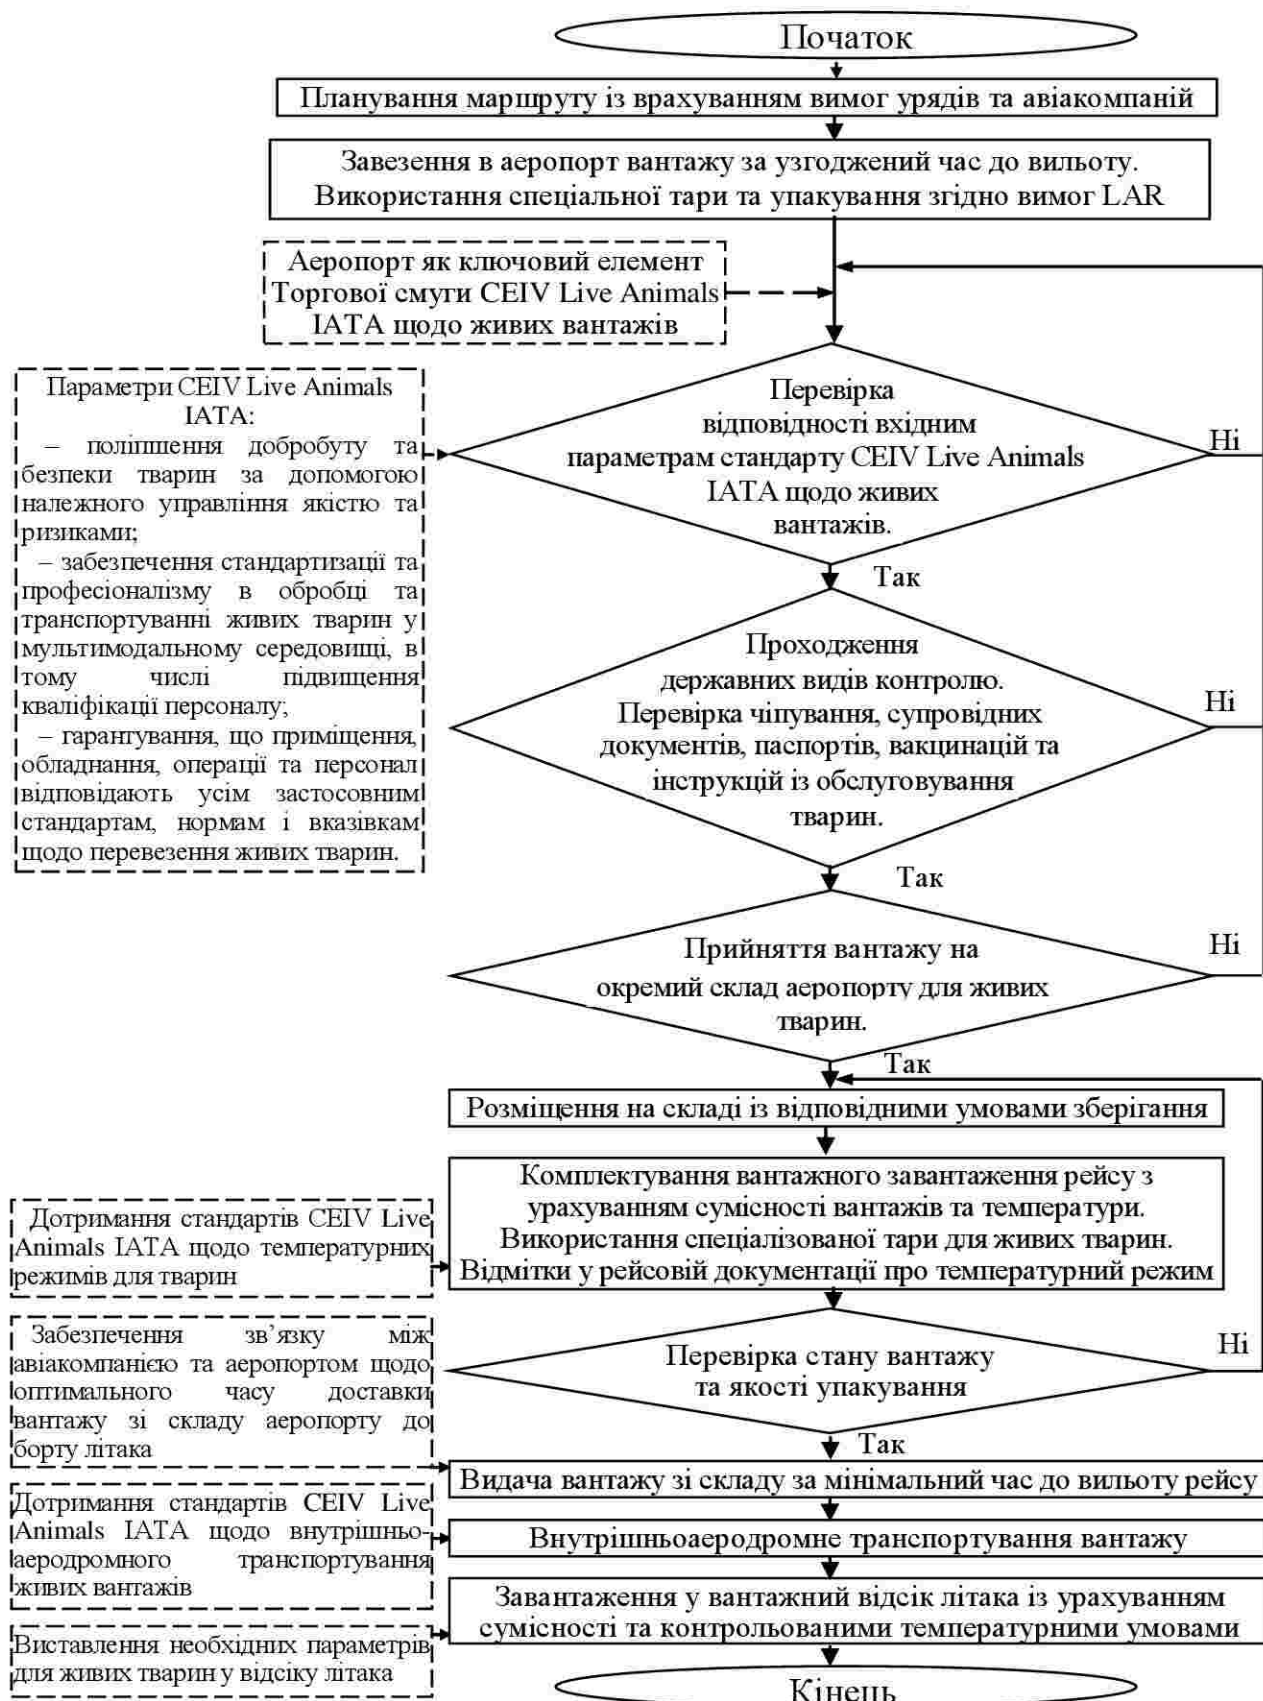 Початок
Планування маршруту із врахуванням вимог урядів та авіакомпаній
Завезення в аеропорт вантажу за узгоджений час до вильоту.
Використання спеціальної тари та упакування згідно вимог LAR
Аеропорт як ключовий елемент
Торгової смуги CEIV Live Animals
IATA щодо живих вантажів
Параметри CEIV Live Animals
IATA:
– поліпшення добробуту та
безпеки тварин за допомогою
належного управління якістю та
ризиками;
– забезпечення стандартизації та
професіоналізму в обробці та
транспортуванні живих тварин у
мультимодальному середовищі, в
тому числі підвищення
кваліфікації персоналу;
– гарантування, що приміщення,
обладнання, операції та персонал
відповідають усім застосовним
стандартам, нормам і вказівкам
щодо перевезення живих тварин.
Перевірка
відповідності вхідним
параметрам стандарту CEIV Live Animals
IATA щодо живих
вантажів.
Ні
Так
Проходження
державних видів контролю.
Перевірка чіпування, супровідних
документів, паспортів, вакцинацій та
інструкцій із обслуговування
тварин.
Ні
Так
Прийняття вантажу на
окремий склад аеропорту для живих
тварин.
Ні
Так
Розміщення на складі із відповідними умовами зберігання
Комплектування вантажного завантаження рейсу з
урахуванням сумісності вантажів та температури.
Використання спеціалізованої тари для живих тварин.
Відмітки у рейсовій документації про температурний режим
Дотримання стандартів CEIV Live
Animals IATA щодо температурних
режимів для тварин
Перевірка стану вантажу
та якості упакування
Ні
Так
Забезпечення зв’язку між
авіакомпанією та аеропортом щодо
оптимального часу доставки
вантажу зі складу аеропорту до
борту літака
Видача вантажу зі складу за мінімальний час до вильоту рейсу
Дотримання стандартів CEIV Live
Animals IATA щодо внутрішньо-
аеродромного транспортування
живих вантажів
Внутрішньоаеродромне транспортування вантажу
Завантаження у вантажний відсік літака із урахуванням
сумісності та контрольованими температурними умовами
Виставлення необхідних параметрів
для живих тварин у відсіку літака
Кінець